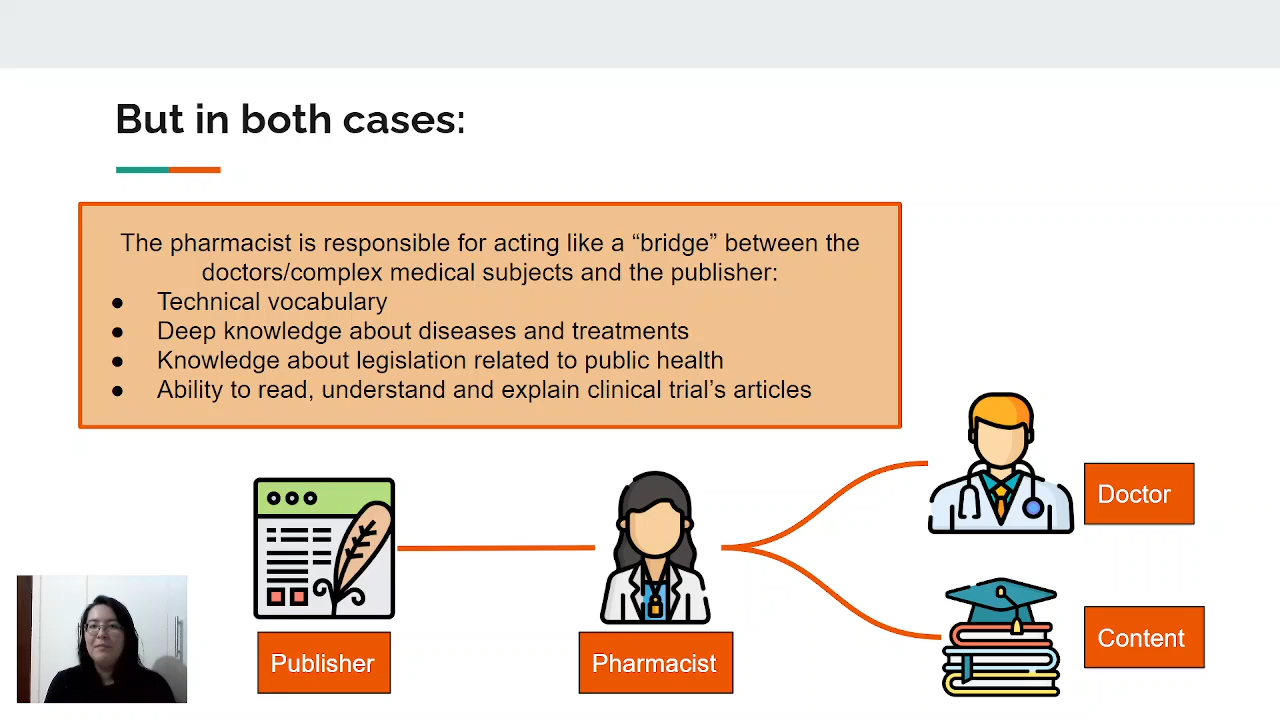 But in both cases:
The pharmacist is responsible for acting like a “bridge” between the
doctors/complex medical subjects and the publisher:
● Technical vocabulary
● Deep knowledge about diseases and treatments
● Knowledge about legislation related to public health
● Ability to read, understand and explain clinical trial’s articles
Doctor
Content
Publisher
Pharmacist